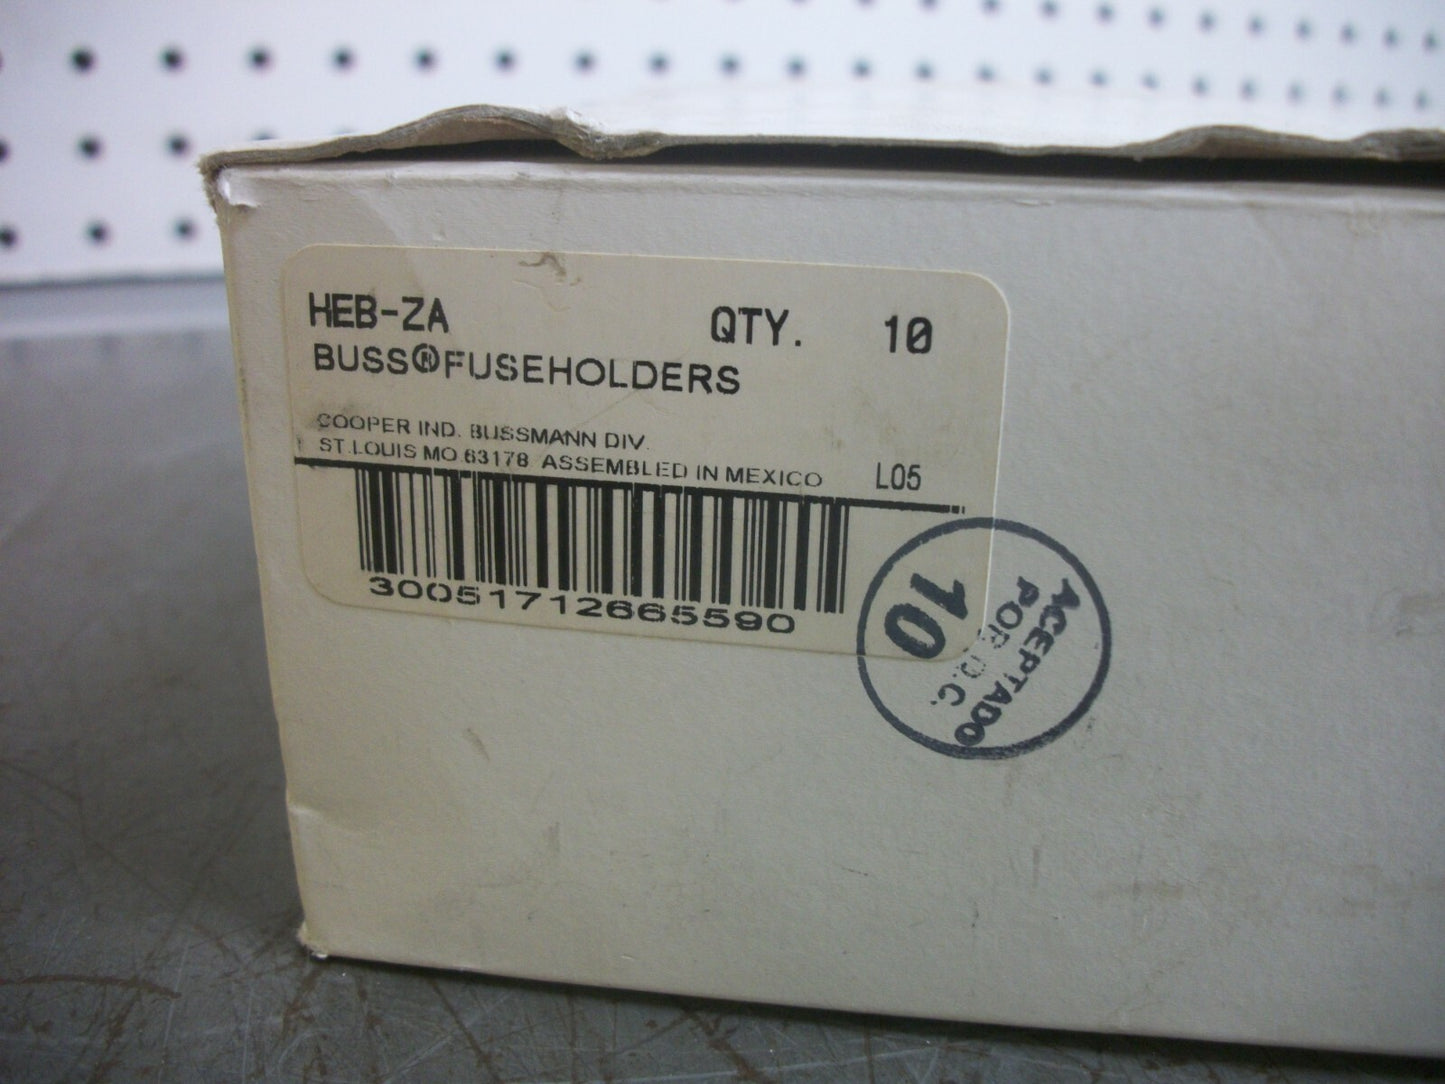 HEB-ZA QTY. 10
BUSS®FUSEHOLDERS
COOPER IND. BUSSMANN DIV.
ST.LOUIS MO.63178 ASSEMBLED IN MEXICO L05
30051712665590
ACEPTADO
POR Q.C.
10